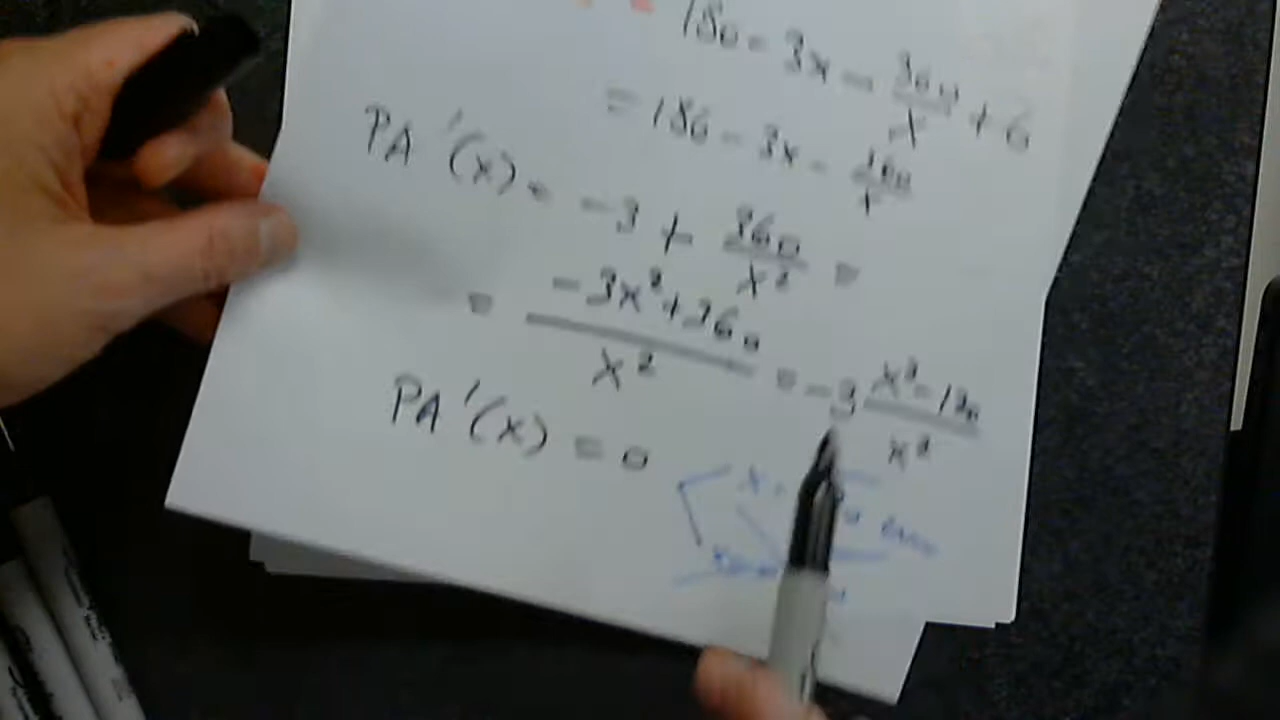 180 - 3x - 360/x + 6
= 186 - 3x - 360/x
PA'(x) = -3 + 360/x² =
= (-3x² + 360)/x² = -3 (x² - 120)/x²
PA'(x) = 0
x